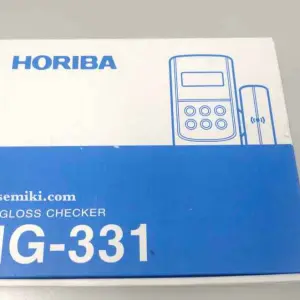 HORIBA
semiki.com
GLOSS CHECKER
IG-331